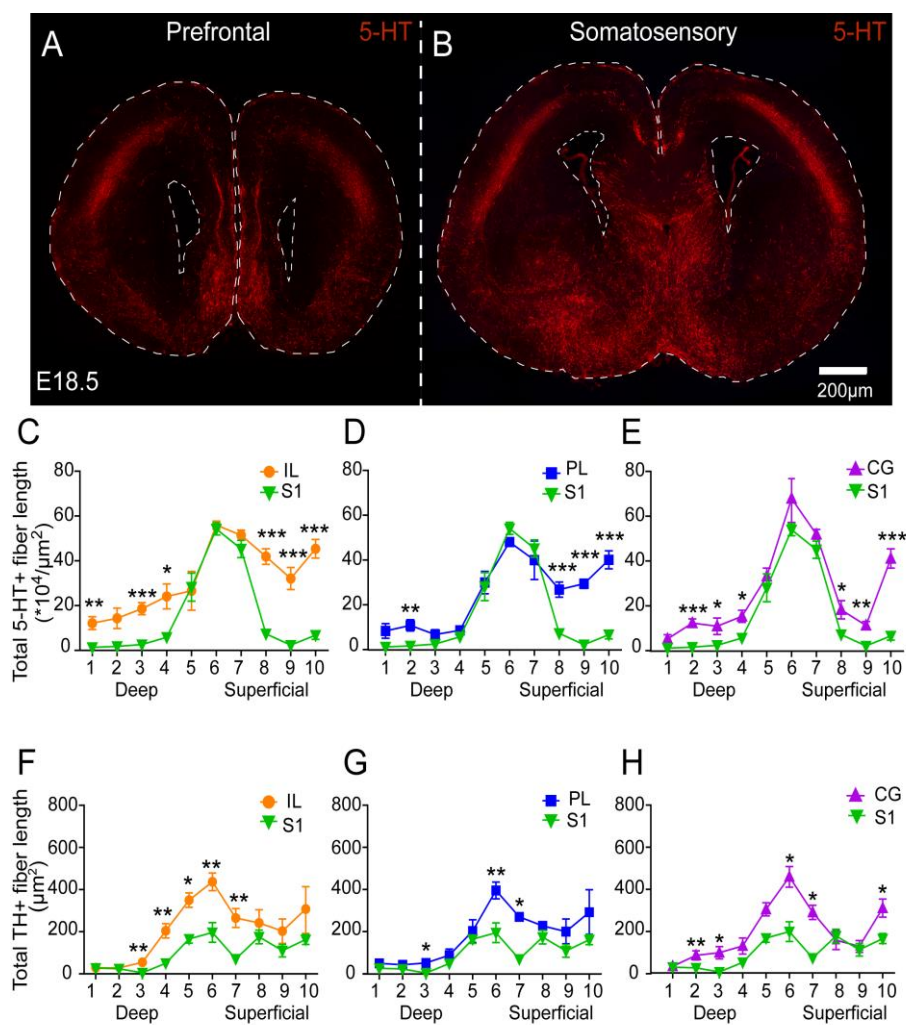 A Prefrontal 5-HT
B Somatosensory 5-HT
E18.5
200μm
C
D
E
Total 5-HT+ fiber length
(*10⁴/μm²)
80
60
40
20
0
IL
S1
** *** * *** *** ***
1 2 3 4 5 6 7 8 9 10
Deep Superficial
80
60
40
20
0
PL
S1
** *** *** ***
1 2 3 4 5 6 7 8 9 10
Deep Superficial
80
60
40
20
0
CG
S1
*** * * * ** ***
1 2 3 4 5 6 7 8 9 10
Deep Superficial
F
G
H
Total TH+ fiber length
(μm²)
800
600
400
200
0
IL
S1
** ** * ** **
1 2 3 4 5 6 7 8 9 10
Deep Superficial
800
600
400
200
0
PL
S1
* ** *
1 2 3 4 5 6 7 8 9 10
Deep Superficial
800
600
400
200
0
CG
S1
** * * * *
1 2 3 4 5 6 7 8 9 10
Deep Superficial